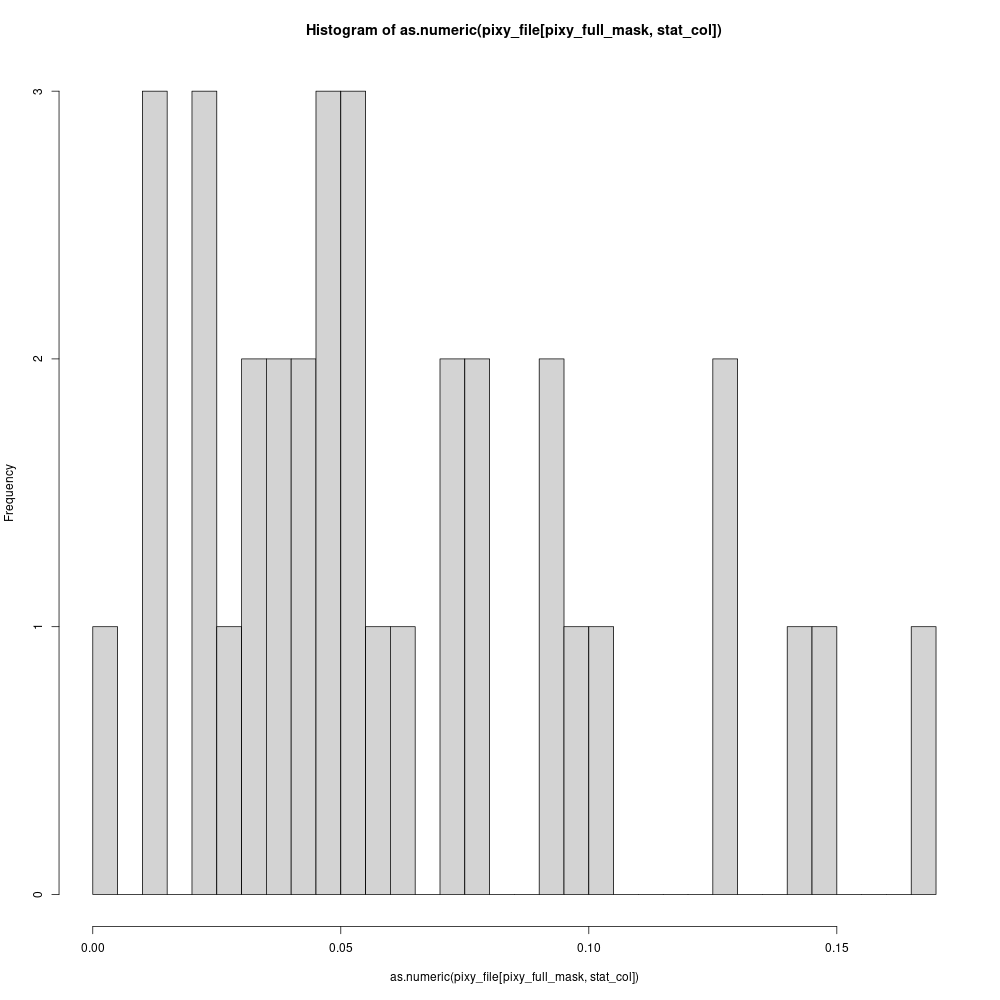 Histogram of as.numeric(pixy_file[pixy_full_mask, stat_col])
3
2
1
0
Frequency
0.00
0.05
0.10
0.15
as.numeric(pixy_file[pixy_full_mask, stat_col])